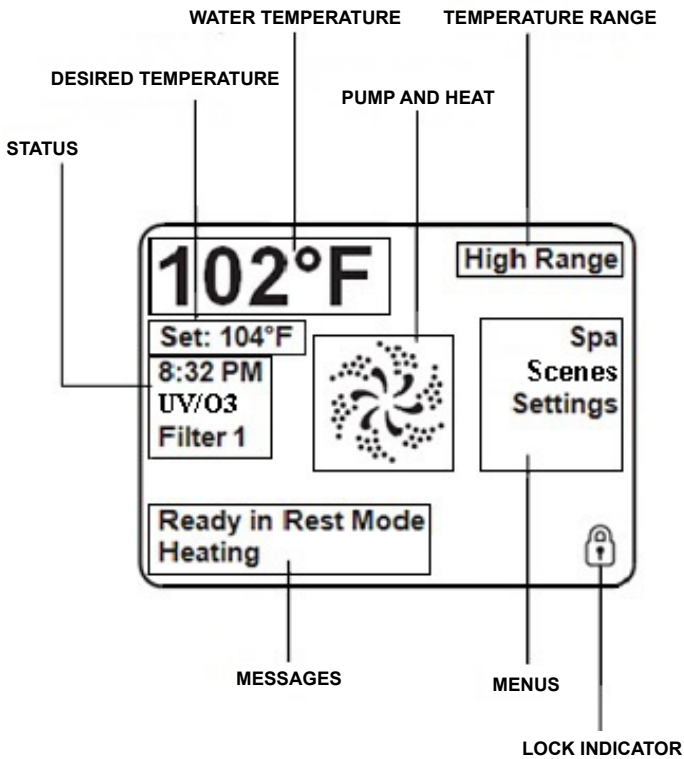 WATER TEMPERATURE
TEMPERATURE RANGE
DESIRED TEMPERATURE
PUMP AND HEAT
STATUS
102°F
High Range
Set: 104°F
8:32 PM
UV/O3
Filter 1
Spa
Scenes
Settings
Ready in Rest Mode
Heating
MESSAGES
MENUS
LOCK INDICATOR